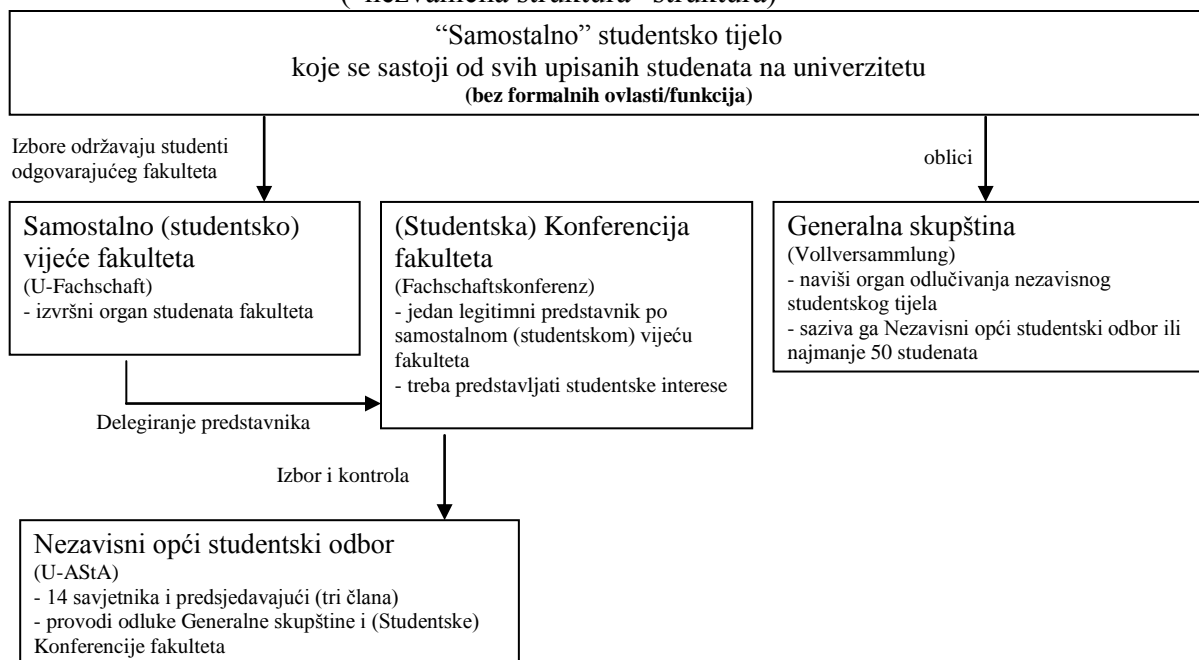 ("nezvanična struktura" struktura)
“Samostalno” studentsko tijelo
koje se sastoji od svih upisanih studenata na univerzitetu
(bez formalnih ovlasti/funkcija)
Izbore održavaju studenti
odgovarajućeg fakulteta
oblici
Samostalno (studentsko)
vijeće fakulteta
(U-Fachschaft)
- izvršni organ studenata fakulteta
(Studentska) Konferencija
fakulteta
(Fachschaftskonferenz)
- jedan legitimni predstavnik po
samostalnom (studentskom) vijeću
fakulteta
- treba predstavljati studentske interese
Generalna skupština
(Vollversammlung)
- naviši organ odlučivanja nezavisnog
studentskog tijela
- saziva ga Nezavisni opći studentski odbor ili
najmanje 50 studenata
Delegiranje predstavnika
Izbor i kontrola
Nezavisni opći studentski odbor
(U-AStA)
- 14 savjetnika i predsjedavajući (tri člana)
- provodi odluke Generalne skupštine i (Studentske)
Konferencije fakulteta